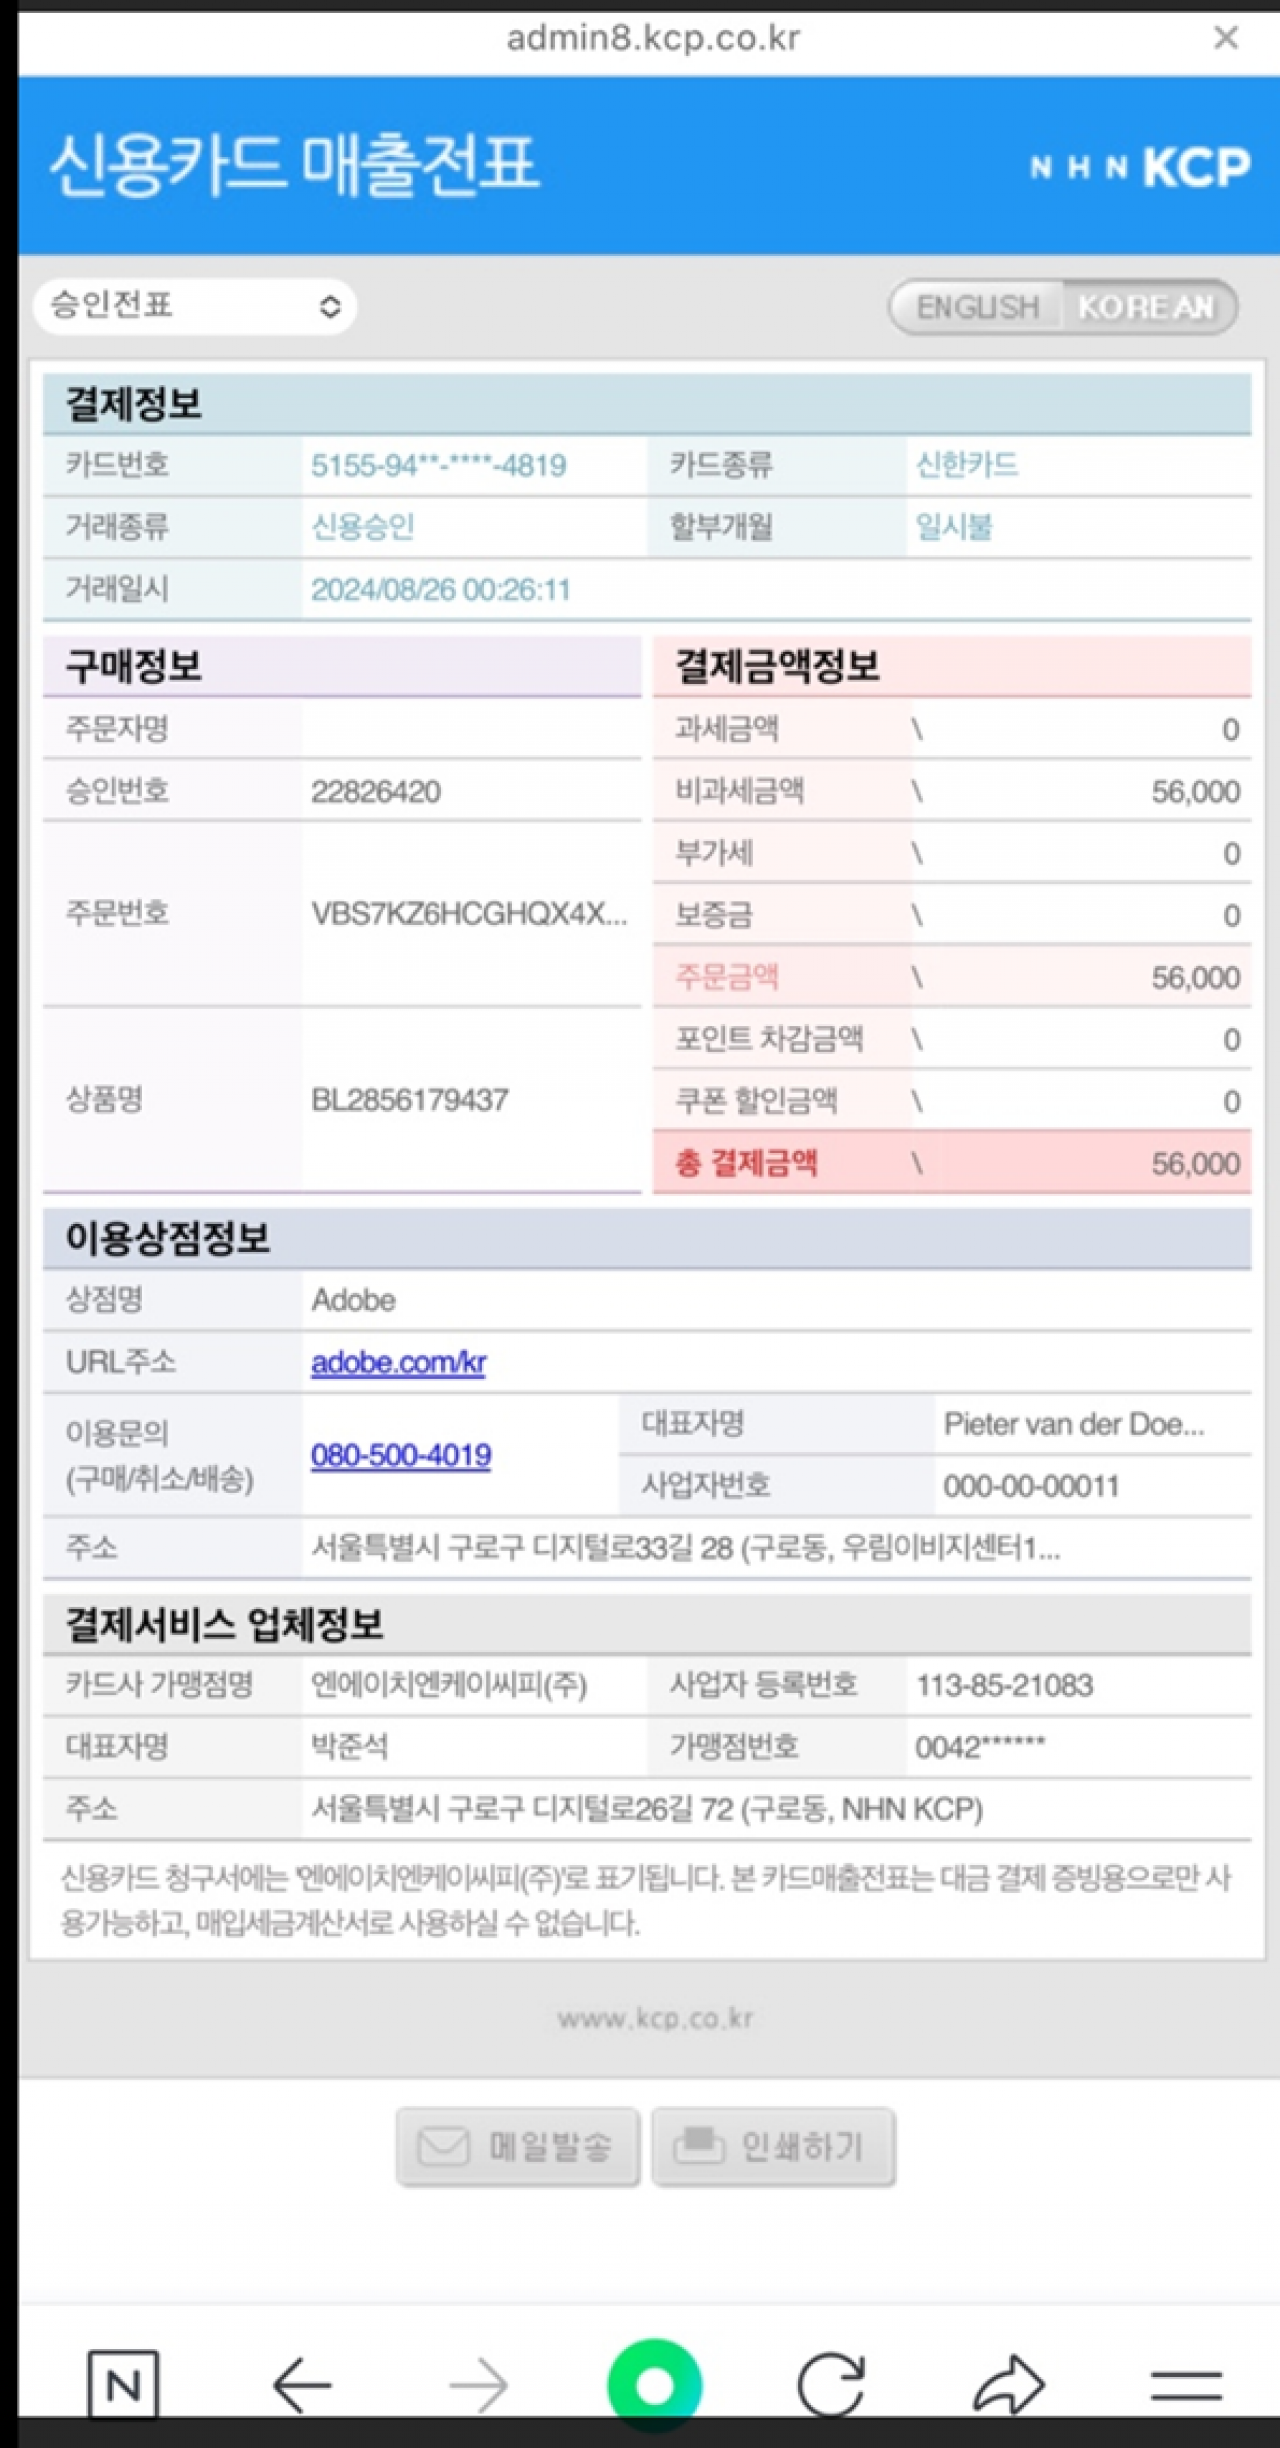 admin8.kcp.co.kr
신용카드 매출전표
NHN KCP
승인전표
ENGLISH KOREAN
결제정보
카드번호 5155-94**-****-4819 카드종류 신한카드
거래종류 신용승인 할부개월 일시불
거래일시 2024/08/26 00:26:11
구매정보
주문자명
승인번호 22826420
주문번호 VBS7KZ6HCGHQX4X...
상품명 BL2856179437
결제금액정보
과세금액 \ 0
비과세금액 \ 56,000
부가세 \ 0
보증금 \ 0
주문금액 \ 56,000
포인트 차감금액 \ 0
쿠폰 할인금액 \ 0
총 결제금액 \ 56,000
이용상점정보
상점명 Adobe
URL주소 adobe.com/kr
이용문의
(구매/취소/배송)
080-500-4019
대표자명 Pieter van der Doe...
사업자번호 000-00-00011
주소 서울특별시 구로구 디지털로33길 28 (구로동, 우림이비지센터1...
결제서비스 업체정보
카드사 가맹점명 엔에이치엔케이씨피(주) 사업자 등록번호 113-85-21083
대표자명 박준석 가맹점번호 0042******
주소 서울특별시 구로구 디지털로26길 72 (구로동, NHN KCP)
신용카드 청구서에는 '엔에이치엔케이씨피(주)'로 표기됩니다. 본 카드매출전표는 대금 결제 증빙용으로만 사
용가능하고, 매입세금계산서로 사용하실 수 없습니다.
www.kcp.co.kr
메일발송 인쇄하기
N